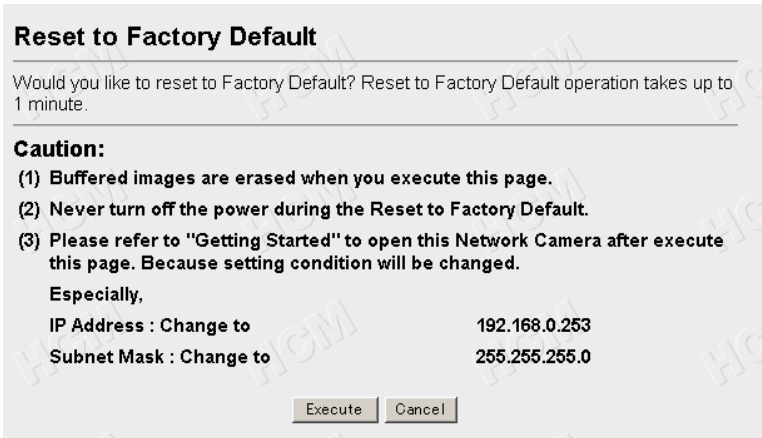 Reset to Factory Default
Would you like to reset to Factory Default? Reset to Factory Default operation takes up to
1 minute.
Caution:
(1) Buffered images are erased when you execute this page.
(2) Never turn off the power during the Reset to Factory Default.
(3) Please refer to "Getting Started" to open this Network Camera after execute
this page. Because setting condition will be changed.
Especially,
IP Address : Change to 192.168.0.253
Subnet Mask : Change to 255.255.255.0
Execute Cancel